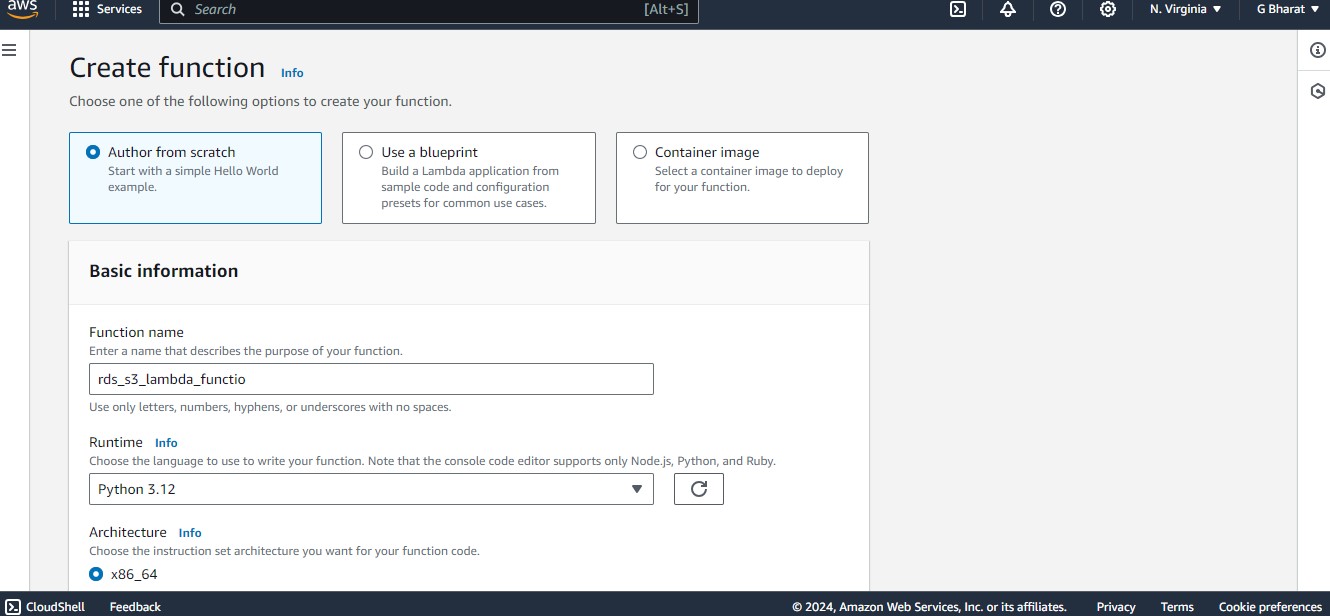 aws
Services
Search
[Alt+S]
N. Virginia
G Bharat
Create function Info
Choose one of the following options to create your function.
Author from scratch
Start with a simple Hello World
example.
Use a blueprint
Build a Lambda application from
sample code and configuration
presets for common use cases.
Container image
Select a container image to deploy
for your function.
Basic information
Function name
Enter a name that describes the purpose of your function.
rds_s3_lambda_functio
Use only letters, numbers, hyphens, or underscores with no spaces.
Runtime Info
Choose the language to use to write your function. Note that the console code editor supports only Node.js, Python, and Ruby.
Python 3.12
Architecture Info
Choose the instruction set architecture you want for your function code.
x86_64
CloudShell
Feedback
© 2024, Amazon Web Services, Inc. or its affiliates.
Privacy
Terms
Cookie preferences